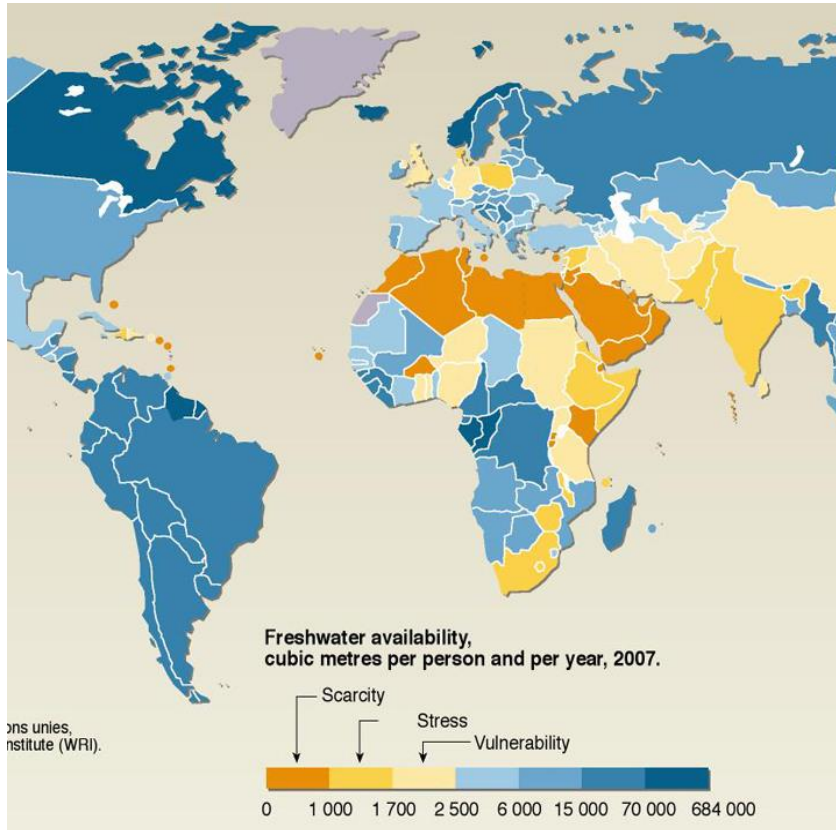 Freshwater availability,
cubic metres per person and per year, 2007.
Scarcity
Stress
Vulnerability
ons unies,
nstitute (WRI).
0 1 000 1 700 2 500 6 000 15 000 70 000 684 000